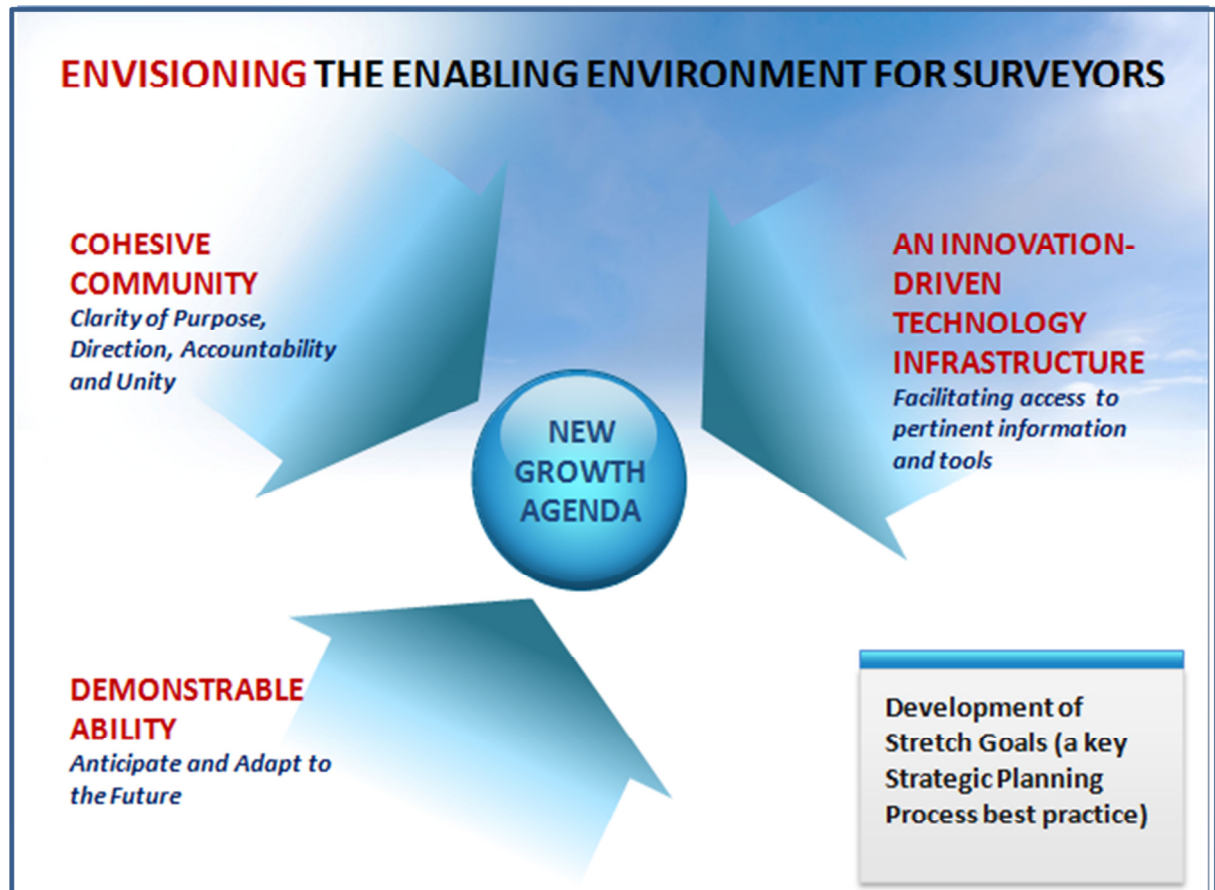 ENVISIONING THE ENABLING ENVIRONMENT FOR SURVEYORS
COHESIVE
COMMUNITY
Clarity of Purpose,
Direction, Accountability
and Unity
AN INNOVATION-
DRIVEN
TECHNOLOGY
INFRASTRUCTURE
Facilitating access to
pertinent information
and tools
NEW
GROWTH
AGENDA
DEMONSTRABLE
ABILITY
Anticipate and Adapt to
the Future
Development of
Stretch Goals (a key
Strategic Planning
Process best practice)